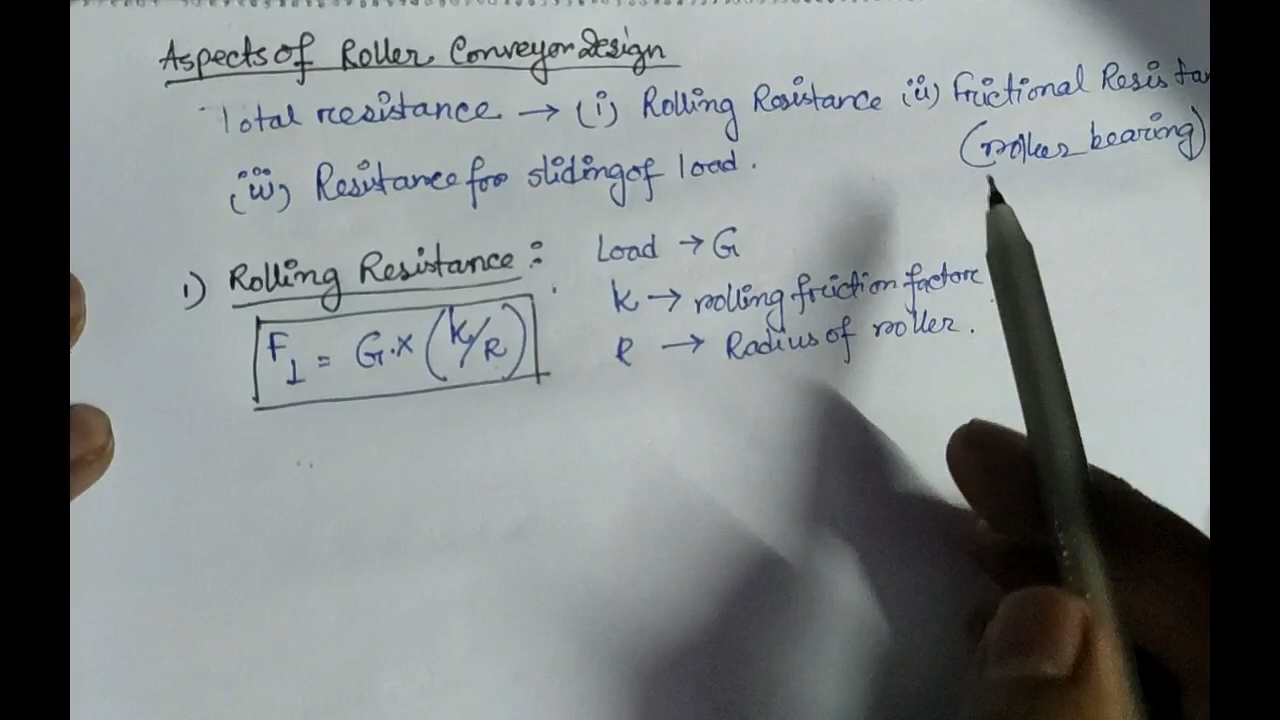 Aspects of Roller Conveyor Design
Total resistance → (i) Rolling Resistance (ii) Frictional Resista
(roller bearing)
(iii) Resistance for sliding of load.
1) Rolling Resistance: Load → G
K → rolling friction factor
F1 = G.x (K/R)
R → Radius of roller.